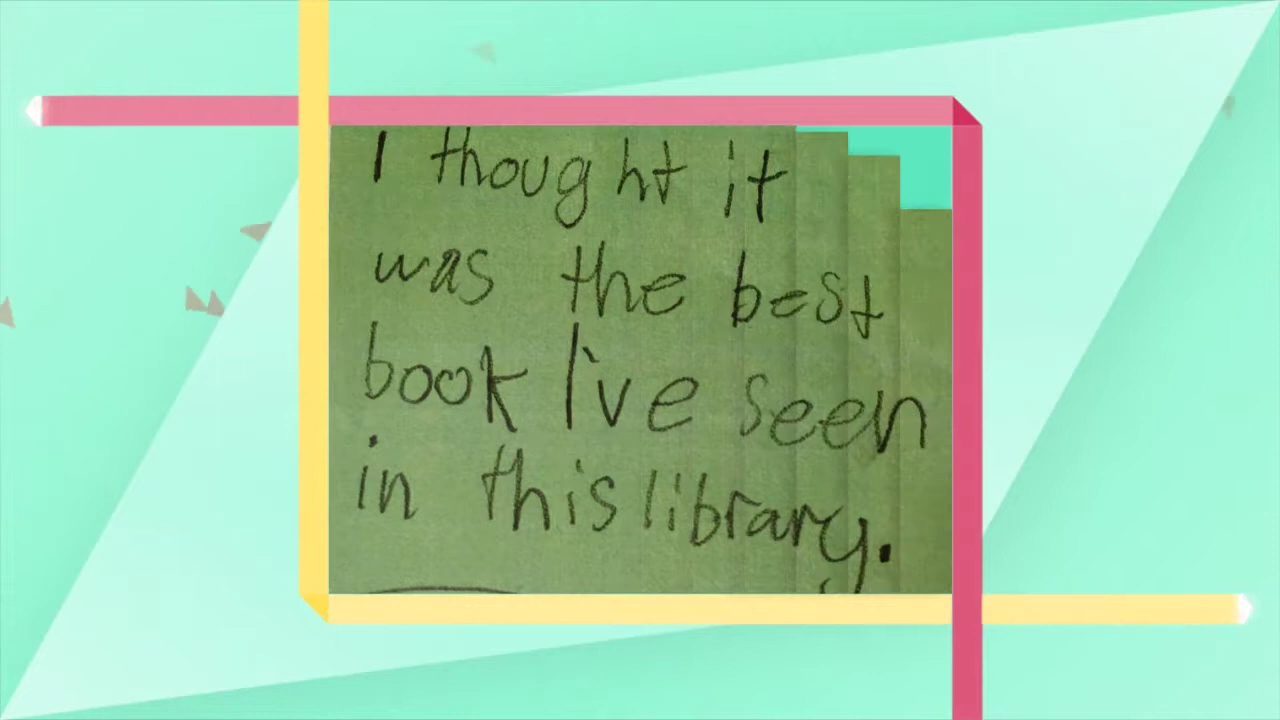 I thought it
was the best
book I've seen
in this library.